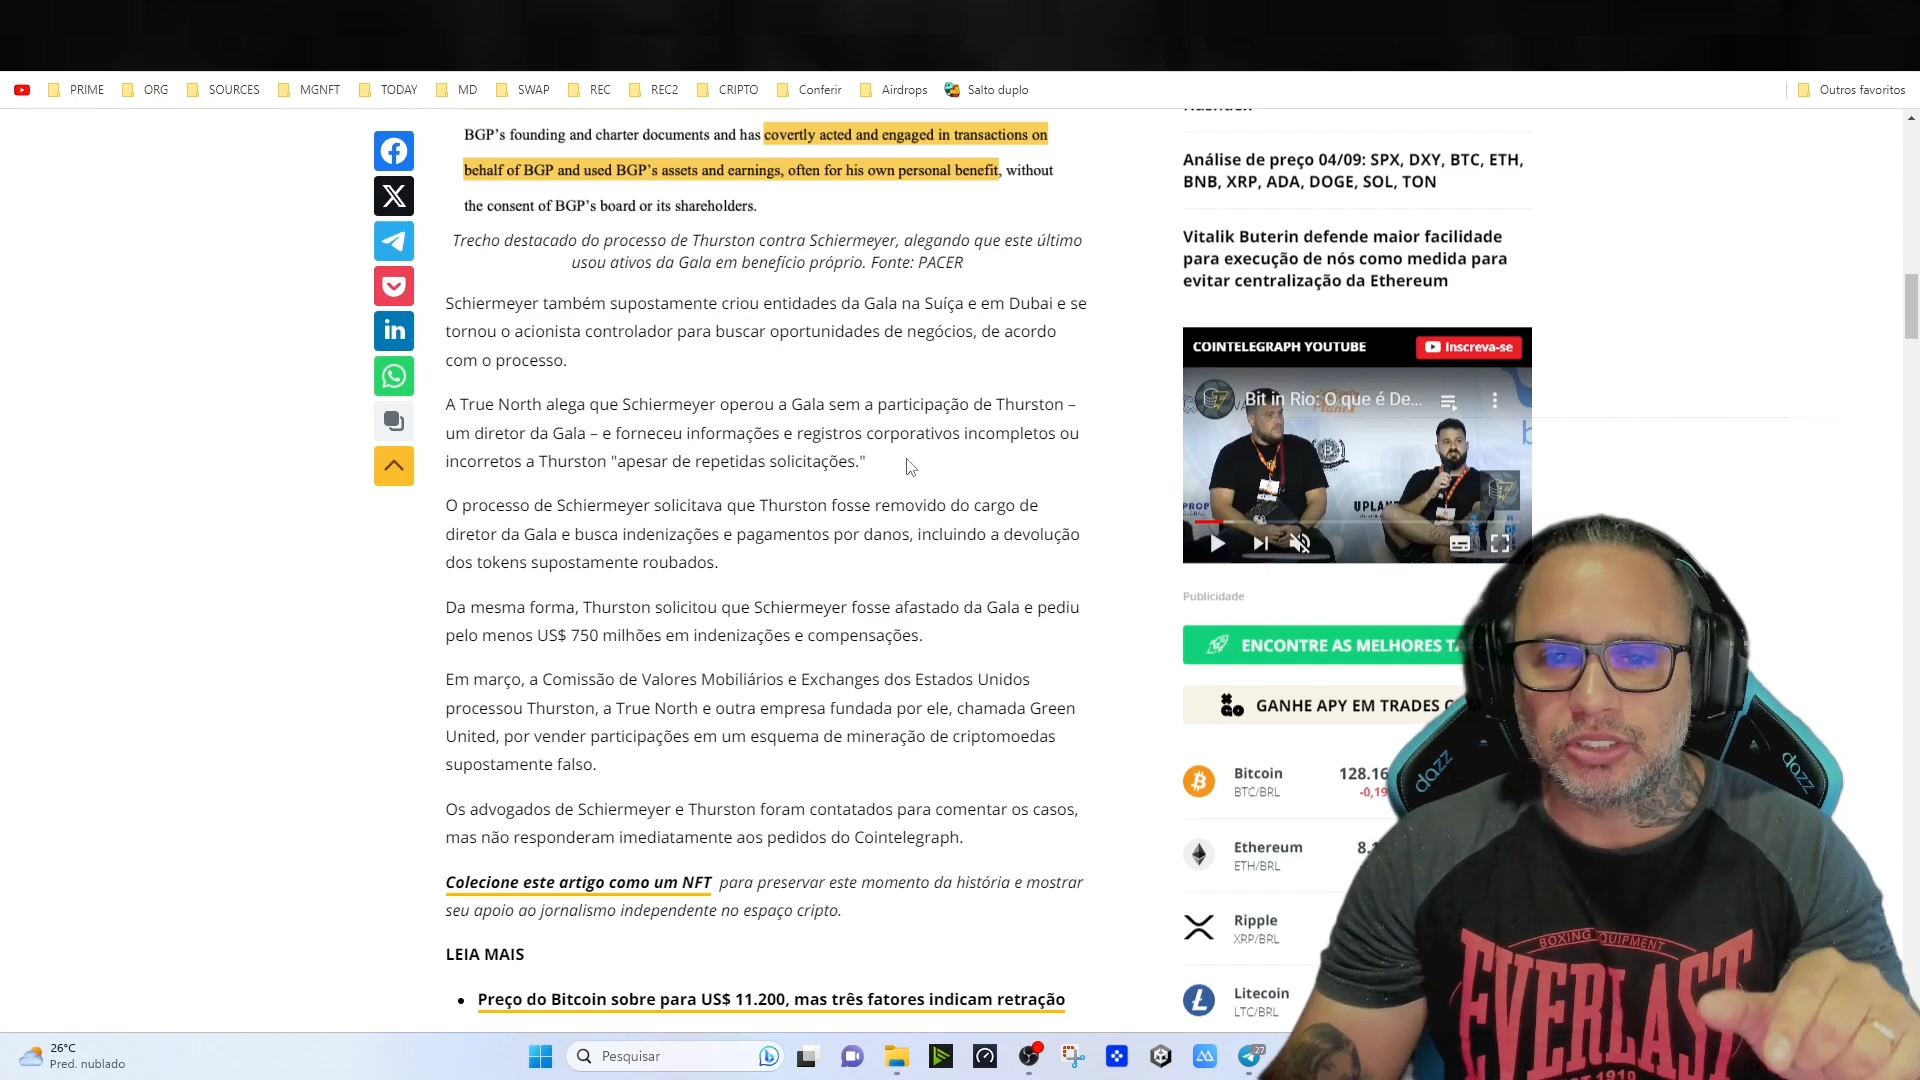 PRIME ORG SOURCES MGNFT TODAY MD SWAP REC REC2 CRIPTO Conferir Airdrops Salto duplo Outros favoritos
BGP's founding and charter documents and has covertly acted and engaged in transactions on
behalf of BGP and used BGP's assets and earnings, often for his own personal benefit, without
the consent of BGP's board or its shareholders.
Trecho destacado do processo de Thurston contra Schiermeyer, alegando que este último
usou ativos da Gala em benefício próprio. Fonte: PACER
Schiermeyer também supostamente criou entidades da Gala na Suíça e em Dubai e se
tornou o acionista controlador para buscar oportunidades de negócios, de acordo
com o processo.
A True North alega que Schiermeyer operou a Gala sem a participação de Thurston –
um diretor da Gala – e forneceu informações e registros corporativos incompletos ou
incorretos a Thurston "apesar de repetidas solicitações."
O processo de Schiermeyer solicitava que Thurston fosse removido do cargo de
diretor da Gala e busca indenizações e pagamentos por danos, incluindo a devolução
dos tokens supostamente roubados.
Da mesma forma, Thurston solicitou que Schiermeyer fosse afastado da Gala e pediu
pelo menos US$ 750 milhões em indenizações e compensações.
Em março, a Comissão de Valores Mobiliários e Exchanges dos Estados Unidos
processou Thurston, a True North e outra empresa fundada por ele, chamada Green
United, por vender participações em um esquema de mineração de criptomoedas
supostamente falso.
Os advogados de Schiermeyer e Thurston foram contatados para comentar os casos,
mas não responderam imediatamente aos pedidos do Cointelegraph.
Colecione este artigo como um NFT para preservar este momento da história e mostrar
seu apoio ao jornalismo independente no espaço cripto.
LEIA MAIS
Preço do Bitcoin sobre para US$ 11.200, mas três fatores indicam retração
Análise de preço 04/09: SPX, DXY, BTC, ETH,
BNB, XRP, ADA, DOGE, SOL, TON
Vitalik Buterin defende maior facilidade
para execução de nós como medida para
evitar centralização da Ethereum
COINTELEGRAPH YOUTUBE Inscreva-se
Bit in Rio: O que é De...
UPLAN
Publicidade
ENCONTRE AS MELHORES
GANHE APY EM TRADES
Bitcoin 128.16
BTC/BRL -0,19
Ethereum 8.
ETH/BRL
Ripple
XRP/BRL
Litecoin
LTC/BRL
dazz
dazz
BOXING EQUIPMENT
EVERLAST
1910
26°C
Pred. nublado
Pesquisar
27